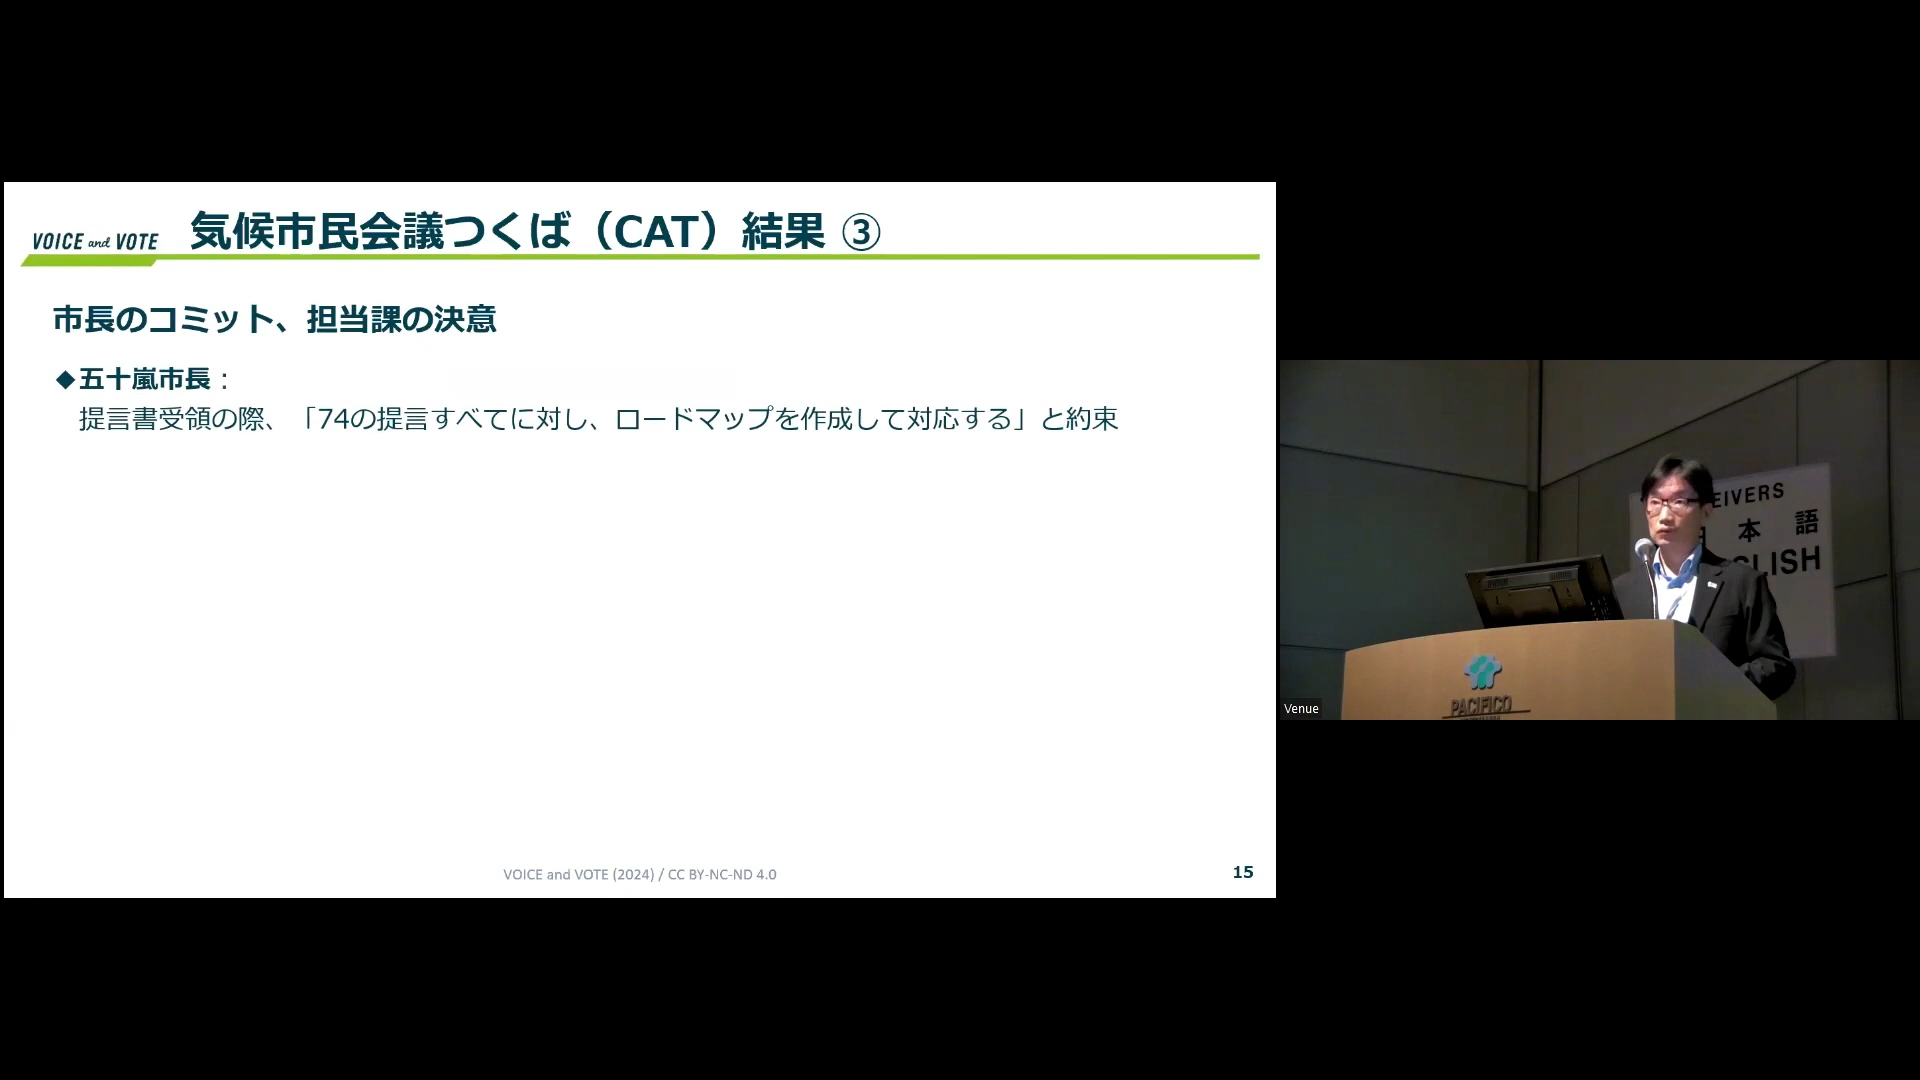 VOICE and VOTE
気候市民会議つくば（CAT）結果 ③
市長のコミット、担当課の決意
◆五十嵐市長：
提言書受領の際、「74の提言すべてに対し、ロードマップを作成して対応する」と約束
VOICE and VOTE (2024) / CC BY-NC-ND 4.0
15
EIVERS
本 語
LISH
PACIFICO
Venue